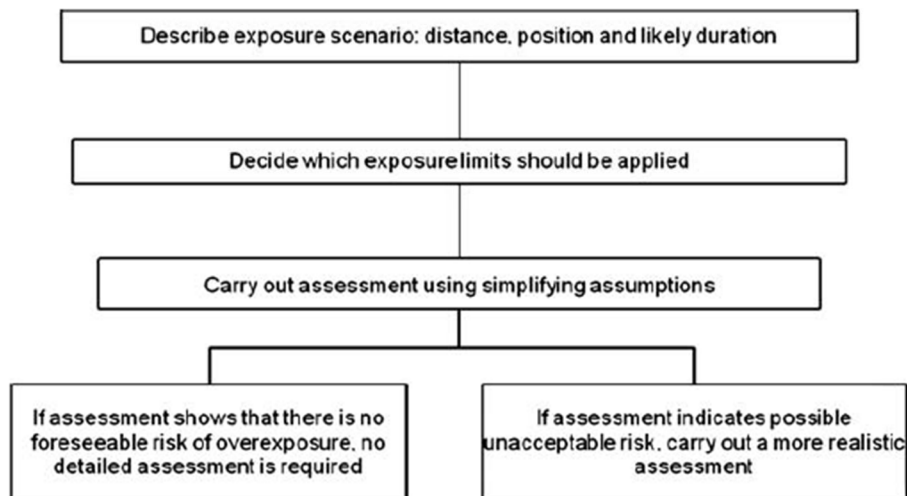 Describe exposure scenario: distance, position and likely duration
Decide which exposure limits should be applied
Carry out assessment using simplifying assumptions
If assessment shows that there is no
foreseeable risk of overexposure, no
detailed assessment is required
If assessment indicates possible
unacceptable risk, carry out a more realistic
assessment